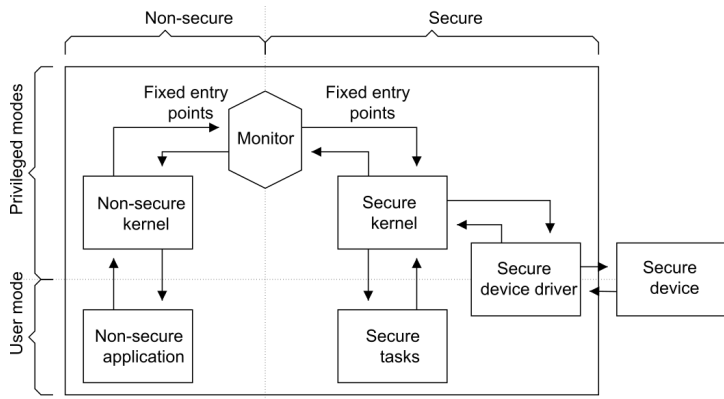 Non-secure
Secure
Privileged modes
User mode
Fixed entry
points
Fixed entry
points
Monitor
Non-secure
kernel
Secure
kernel
Secure
device driver
Secure
device
Non-secure
application
Secure
tasks